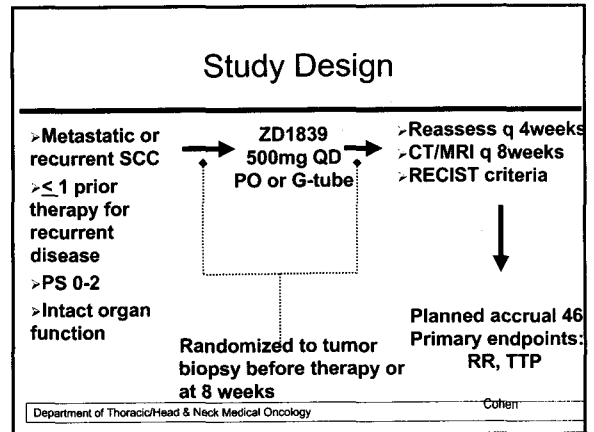 Study Design
➢Metastatic or
recurrent SCC
➢≤ 1 prior
therapy for
recurrent
disease
➢PS 0-2
➢Intact organ
function
ZD1839
500mg QD
PO or G-tube
➢Reassess q 4weeks
➢CT/MRI q 8weeks
➢RECIST criteria
Planned accrual 46
Primary endpoints:
RR, TTP
Randomized to tumor
biopsy before therapy or
at 8 weeks
Cohen
Department of Thoracic/Head & Neck Medical Oncology